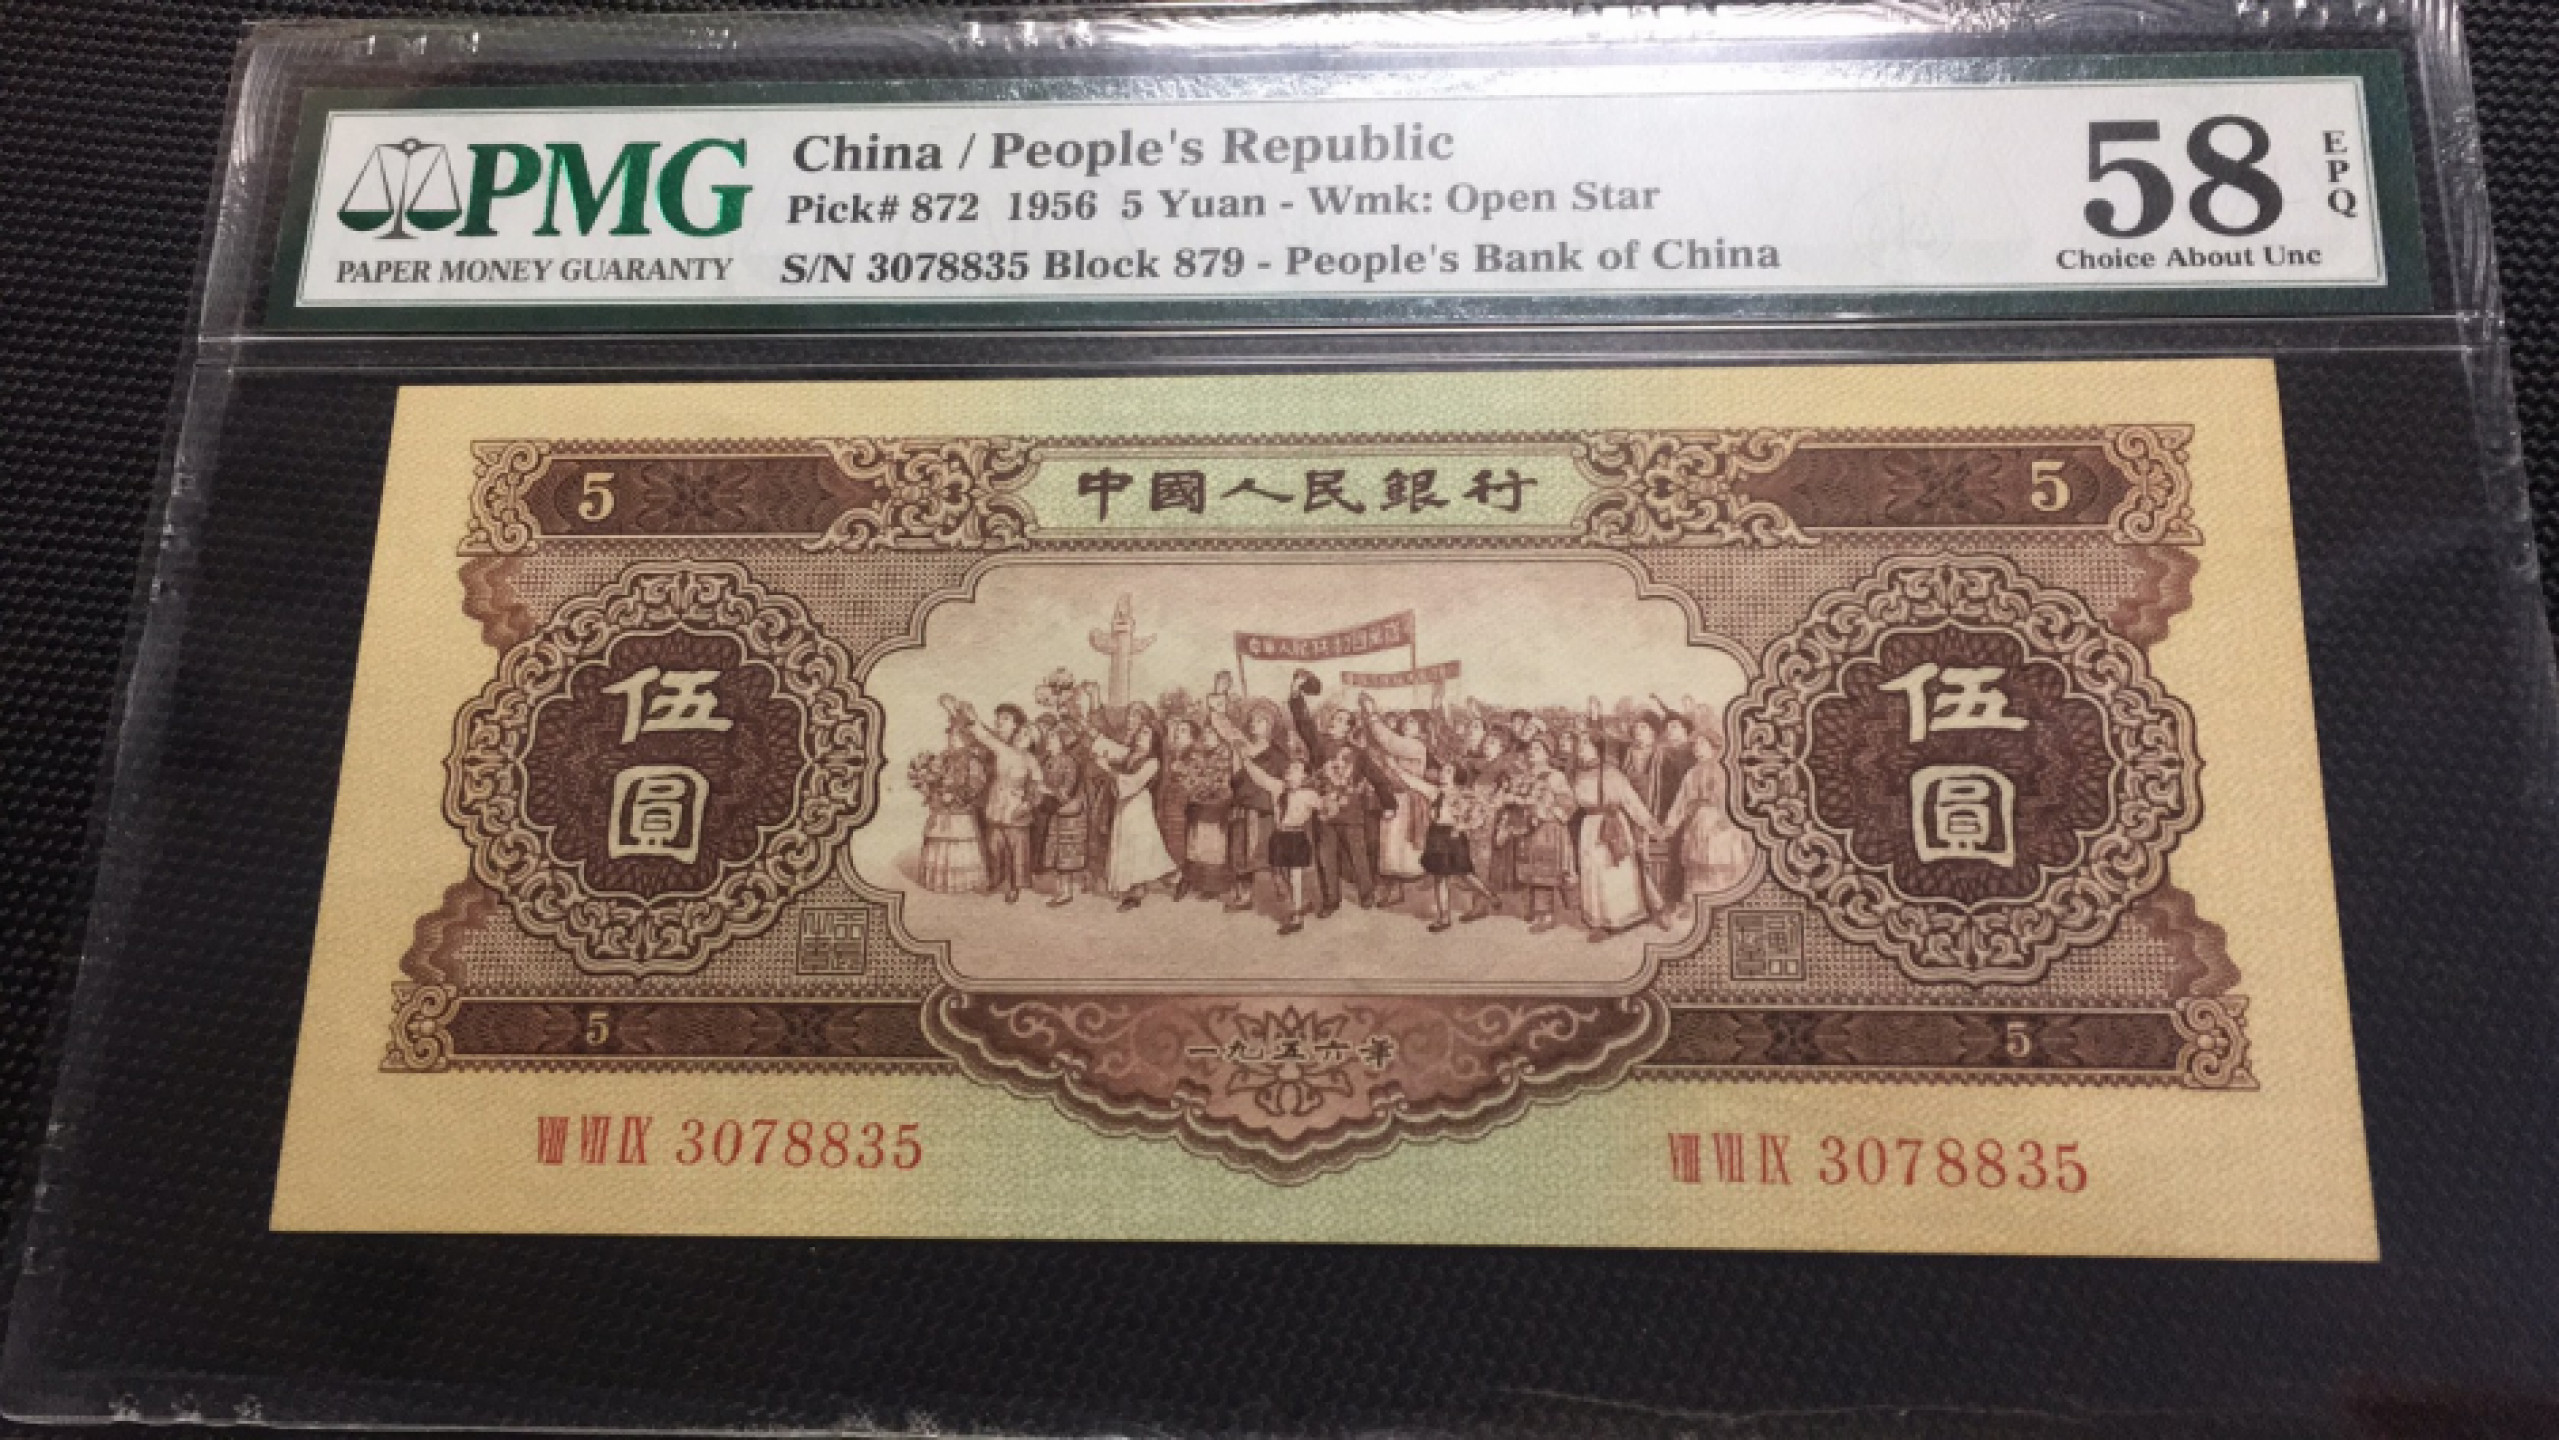 PMG
PAPER MONEY GUARANTY
China / People's Republic
Pick# 872 1956 5 Yuan - Wmk: Open Star
S/N 3078835 Block 879 - People's Bank of China
58
EPQ
Choice About Unc
5
中國人民銀行
5
伍圓
伍圓
5
一九五六年
5
VIII VII IX 3078835
VIII VII IX 3078835